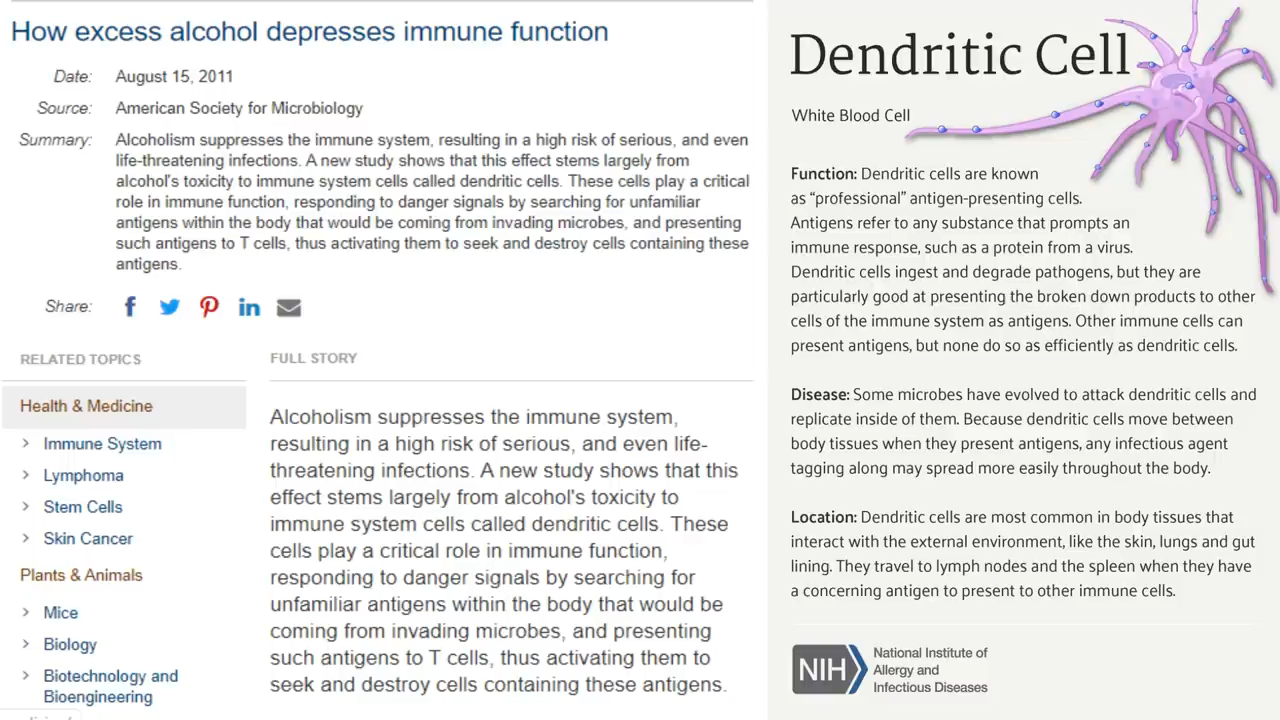 How excess alcohol depresses immune function
Date: August 15, 2011
Source: American Society for Microbiology
Summary: Alcoholism suppresses the immune system, resulting in a high risk of serious, and even
life-threatening infections. A new study shows that this effect stems largely from
alcohol's toxicity to immune system cells called dendritic cells. These cells play a critical
role in immune function, responding to danger signals by searching for unfamiliar
antigens within the body that would be coming from invading microbes, and presenting
such antigens to T cells, thus activating them to seek and destroy cells containing these
antigens.
Share:
RELATED TOPICS
Health & Medicine
Immune System
Lymphoma
Stem Cells
Skin Cancer
Plants & Animals
Mice
Biology
Biotechnology and
Bioengineering
FULL STORY
Alcoholism suppresses the immune system,
resulting in a high risk of serious, and even life-
threatening infections. A new study shows that this
effect stems largely from alcohol's toxicity to
immune system cells called dendritic cells. These
cells play a critical role in immune function,
responding to danger signals by searching for
unfamiliar antigens within the body that would be
coming from invading microbes, and presenting
such antigens to T cells, thus activating them to
seek and destroy cells containing these antigens.
Dendritic Cell
White Blood Cell
Function: Dendritic cells are known
as “professional” antigen-presenting cells.
Antigens refer to any substance that prompts an
immune response, such as a protein from a virus.
Dendritic cells ingest and degrade pathogens, but they are
particularly good at presenting the broken down products to other
cells of the immune system as antigens. Other immune cells can
present antigens, but none do so as efficiently as dendritic cells.
Disease: Some microbes have evolved to attack dendritic cells and
replicate inside of them. Because dendritic cells move between
body tissues when they present antigens, any infectious agent
tagging along may spread more easily throughout the body.
Location: Dendritic cells are most common in body tissues that
interact with the external environment, like the skin, lungs and gut
lining. They travel to lymph nodes and the spleen when they have
a concerning antigen to present to other immune cells.
NIH
National Institute of
Allergy and
Infectious Diseases